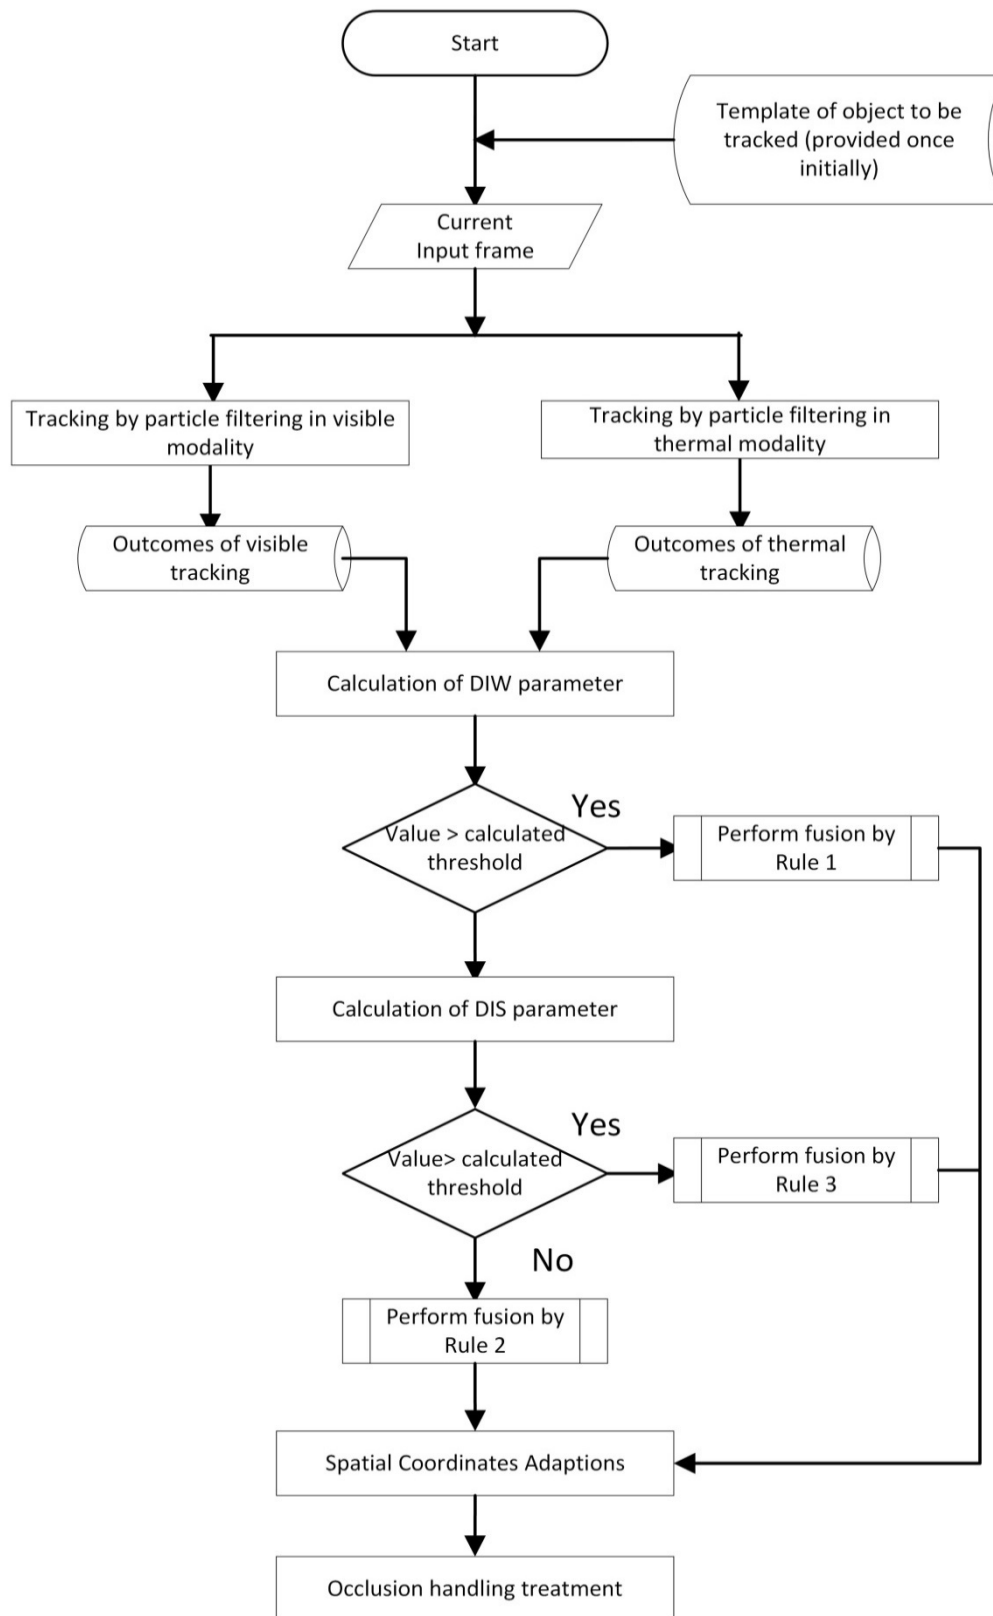 Start
Template of object to be
tracked (provided once
initially)
Current
Input frame
Tracking by particle filtering in visible
modality
Tracking by particle filtering in
thermal modality
Outcomes of visible
tracking
Outcomes of thermal
tracking
Calculation of DIW parameter
Yes
Value > calculated
threshold
Perform fusion by
Rule 1
Calculation of DIS parameter
Yes
Value> calculated
threshold
Perform fusion by
Rule 3
No
Perform fusion by
Rule 2
Spatial Coordinates Adaptions
Occlusion handling treatment